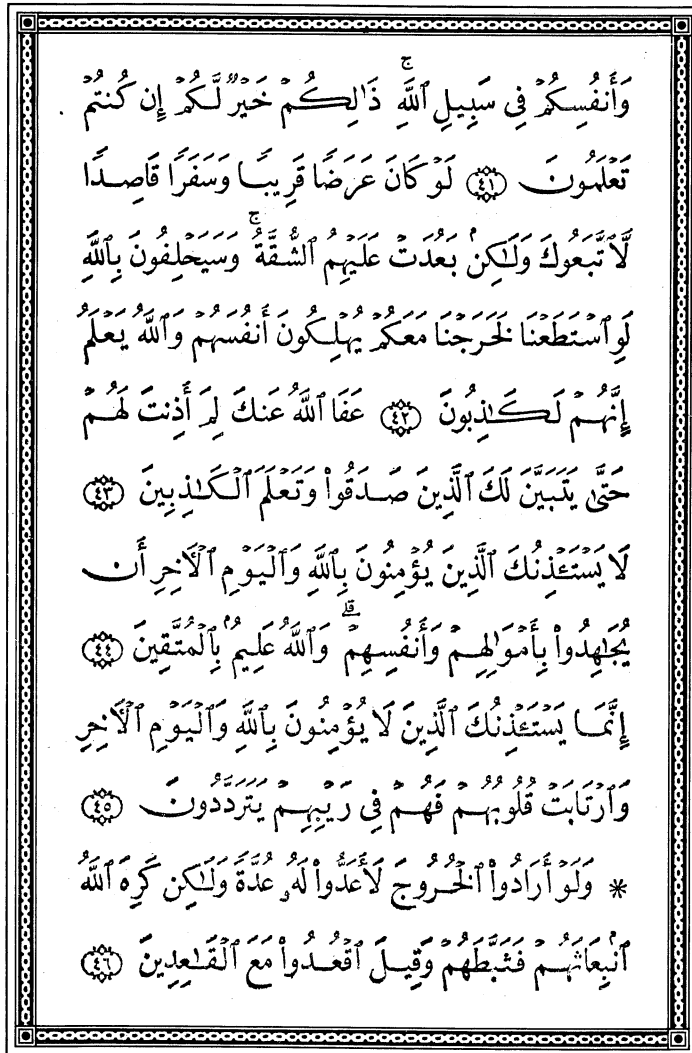 وَأَنفُسِكُمْ فِى سَبِيلِ ٱللَّهِ ۚ ذَٰلِكُمْ خَيْرٌ لَّكُمْ إِن كُنتُمْ
تَعْلَمُونَ ﴿٤١﴾ لَوْ كَانَ عَرَضًا قَرِيبًا وَسَفَرًا قَاصِدًا
لَّٱتَّبَعُوكَ وَلَـٰكِنۢ بَعُدَتْ عَلَيْهِمُ ٱلشُّقَّةُ ۚ وَسَيَحْلِفُونَ بِٱللَّهِ
لَوِ ٱسْتَطَعْنَا لَخَرَجْنَا مَعَكُمْ يُهْلِكُونَ أَنفُسَهُمْ وَٱللَّهُ يَعْلَمُ
إِنَّهُمْ لَكَـٰذِبُونَ ﴿٤٢﴾ عَفَا ٱللَّهُ عَنكَ لِمَ أَذِنتَ لَهُمْ
حَتَّىٰ يَتَبَيَّنَ لَكَ ٱلَّذِينَ صَدَقُوا۟ وَتَعْلَمَ ٱلْكَـٰذِبِينَ ﴿٤٣﴾
لَا يَسْتَـْٔذِنُكَ ٱلَّذِينَ يُؤْمِنُونَ بِٱللَّهِ وَٱلْيَوْمِ ٱلْـَٔاخِرِ أَن
يُجَـٰهِدُوا۟ بِأَمْوَٰلِهِمْ وَأَنفُسِهِمْ ۗ وَٱللَّهُ عَلِيمٌۢ بِٱلْمُتَّقِينَ ﴿٤٤﴾
إِنَّمَا يَسْتَـْٔذِنُكَ ٱلَّذِينَ لَا يُؤْمِنُونَ بِٱللَّهِ وَٱلْيَوْمِ ٱلْـَٔاخِرِ
وَٱرْتَابَتْ قُلُوبُهُمْ فَهُمْ فِى رَيْبِهِمْ يَتَرَدَّدُونَ ﴿٤٥﴾
* وَلَوْ أَرَادُوا۟ ٱلْخُرُوجَ لَأَعَدُّوا۟ لَهُۥ عُدَّةً وَلَـٰكِن كَرِهَ ٱللَّهُ
ٱنۢبِعَاثَهُمْ فَثَبَّطَهُمْ وَقِيلَ ٱقْعُدُوا۟ مَعَ ٱلْقَـٰعِدِينَ ﴿٤٦﴾